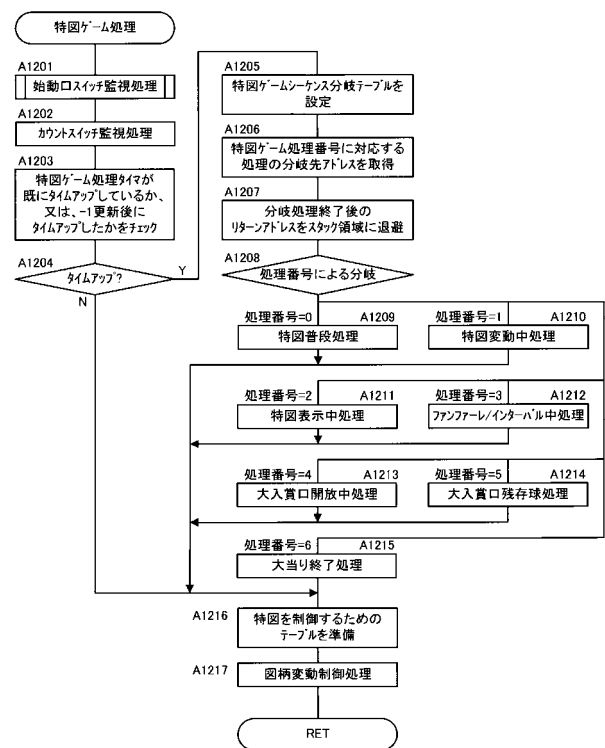 特図ゲーム処理
A1201
始動口スイッチ監視処理
A1202
カウントスイッチ監視処理
A1203
特図ゲーム処理タイマが
既にタイムアップしているか、
又は、-1更新後に
タイムアップしたかをチェック
A1204
タイムアップ?
Y
N
A1205
特図ゲームシーケンス分岐テーブルを
設定
A1206
特図ゲーム処理番号に対応する
処理の分岐先アドレスを取得
A1207
分岐処理終了後の
リターンアドレスをスタック領域に退避
A1208
処理番号による分岐
処理番号=0 A1209
特図普段処理
処理番号=1 A1210
特図変動中処理
処理番号=2 A1211
特図表示中処理
処理番号=3 A1212
ファンファーレ/インターバル中処理
処理番号=4 A1213
大入賞口開放中処理
処理番号=5 A1214
大入賞口残存球処理
処理番号=6 A1215
大当り終了処理
A1216
特図を制御するための
テーブルを準備
A1217
図柄変動制御処理
RET